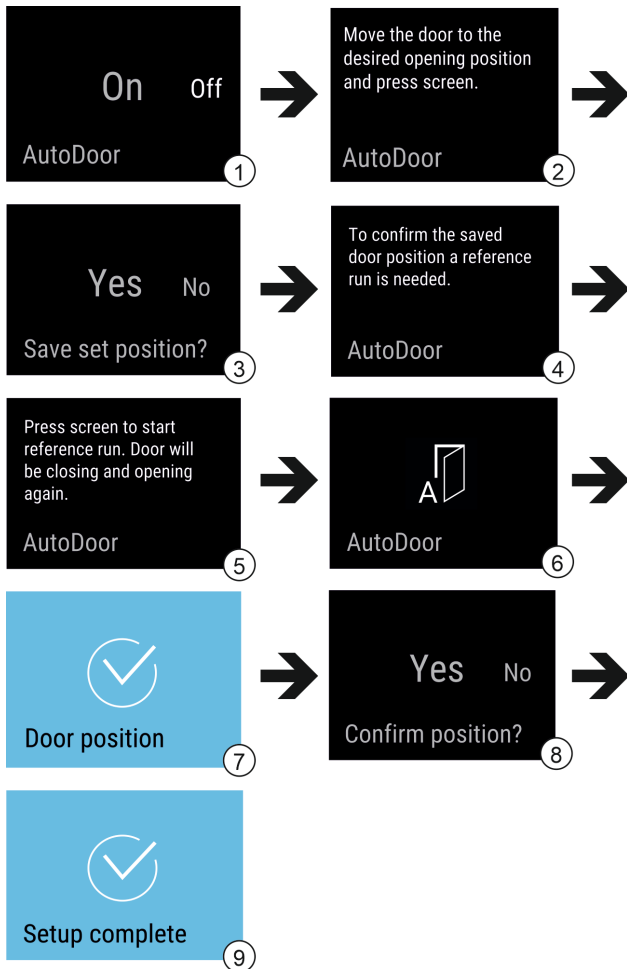 On Off
AutoDoor
1
Move the door to the
desired opening position
and press screen.
AutoDoor
2
Yes No
Save set position?
3
To confirm the saved
door position a reference
run is needed.
AutoDoor
4
Press screen to start
reference run. Door will
be closing and opening
again.
AutoDoor
5
A
AutoDoor
6
Door position
7
Yes No
Confirm position?
8
Setup complete
9